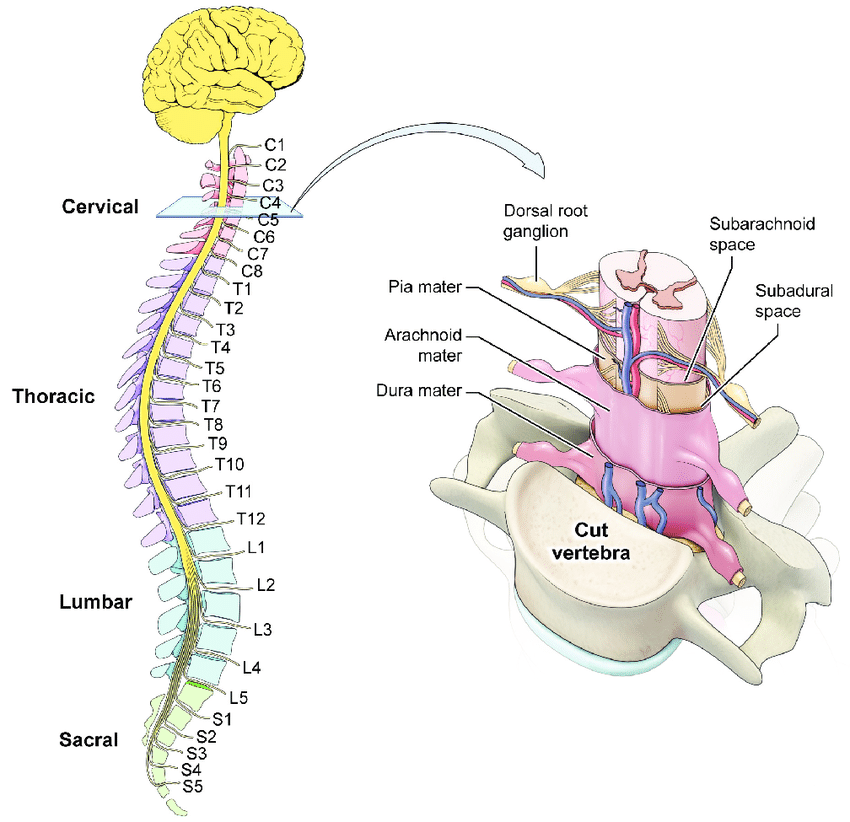 C1
C2
C3
C4
Cervical
C5
C6
C7
C8
T1
T2
T3
T4
T5
T6
Thoracic
T7
T8
T9
T10
T11
T12
L1
L2
Lumbar
L3
L4
L5
S1
S2
Sacral
S3
S4
S5
Dorsal root
ganglion
Subarachnoid
space
Pia mater
Subadural
space
Arachnoid
mater
Dura mater
Cut
vertebra